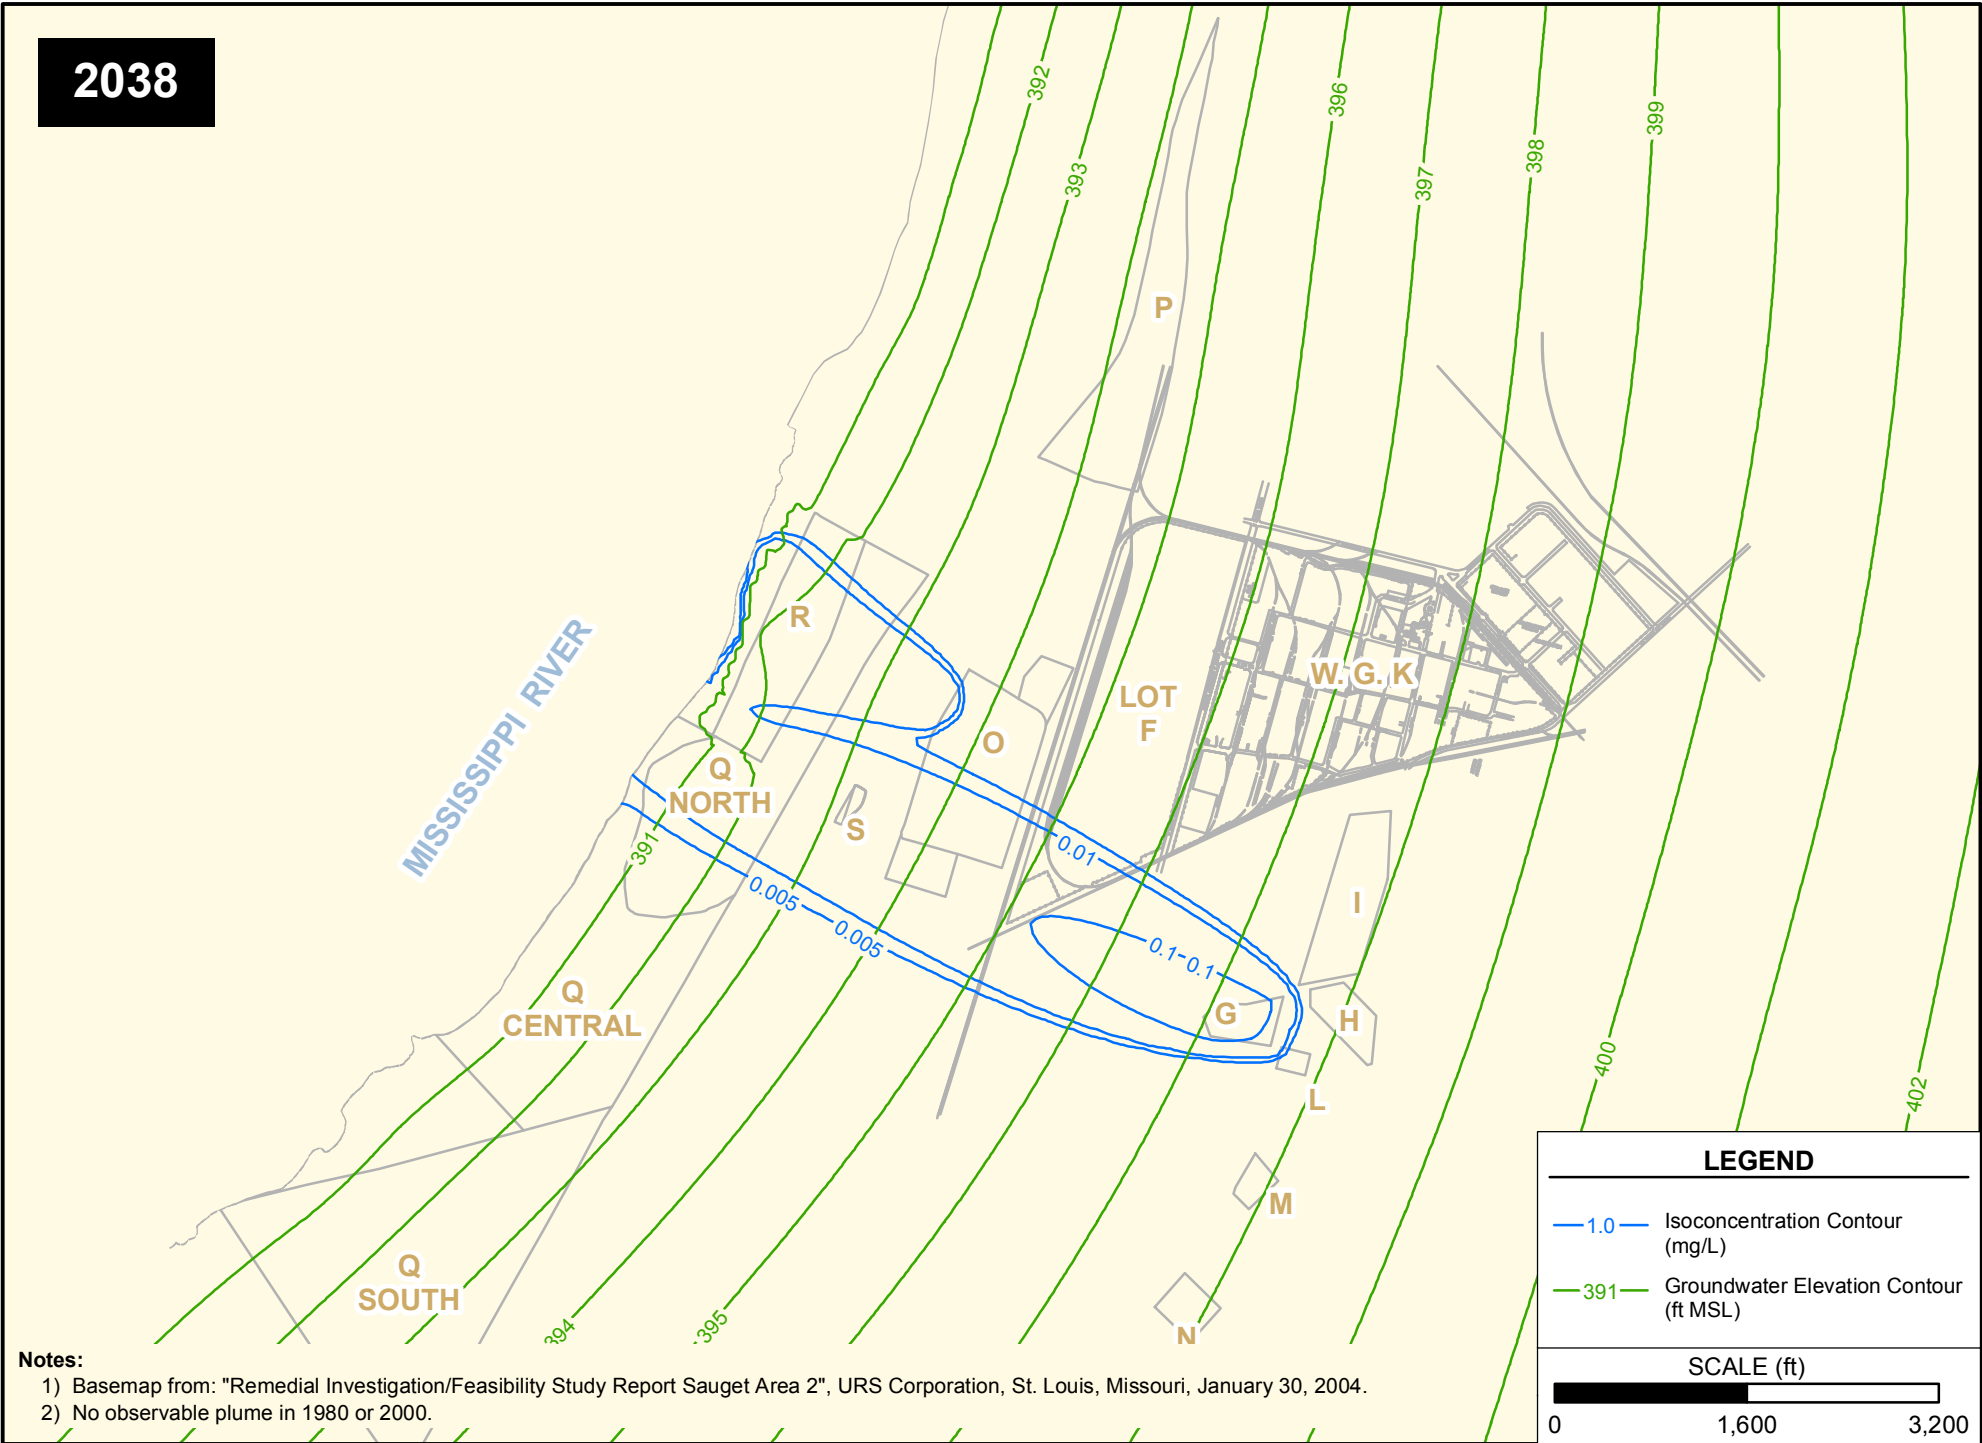 2038
392
393
396
397
398
399
P
R
W. G. K
LOT
F
MISSISSIPPI RIVER
O
Q
NORTH
S
391
0.01
0.005
0.005
I
0.1
0.1
Q
CENTRAL
G
H
L
400
402
M
Q
SOUTH
394
395
N
LEGEND
1.0 Isoconcentration Contour
(mg/L)
391 Groundwater Elevation Contour
(ft MSL)
SCALE (ft)
0 1,600 3,200
Notes:
1) Basemap from: "Remedial Investigation/Feasibility Study Report Sauget Area 2", URS Corporation, St. Louis, Missouri, January 30, 2004.
2) No observable plume in 1980 or 2000.